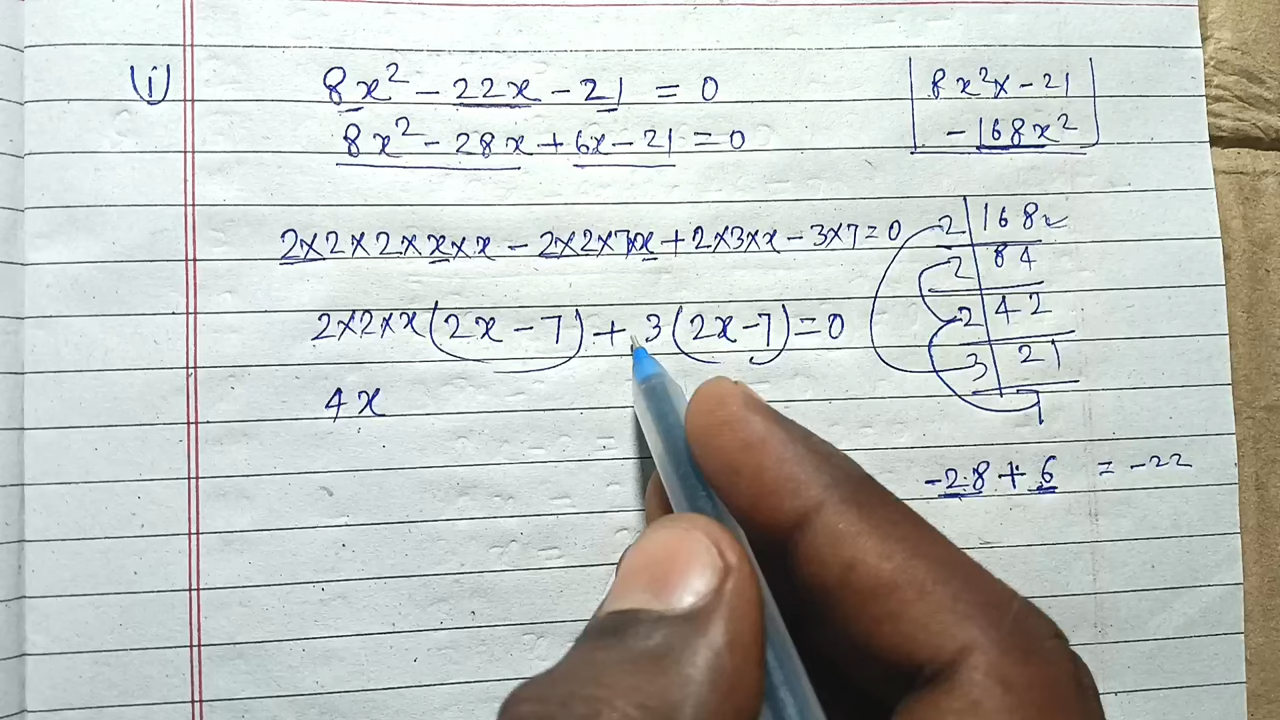 (i) 8x² - 22x - 21 = 0
8x² - 28x + 6x - 21 = 0
2×2×2×x×x - 2×2×7×x + 2×3×x - 3×7 = 0
2×2×x(2x - 7) + 3(2x - 7) = 0
4x
8x² × - 21
- 168x²
2 | 168
2 | 84
2 | 42
3 | 21
7
-28 + 6 = -22